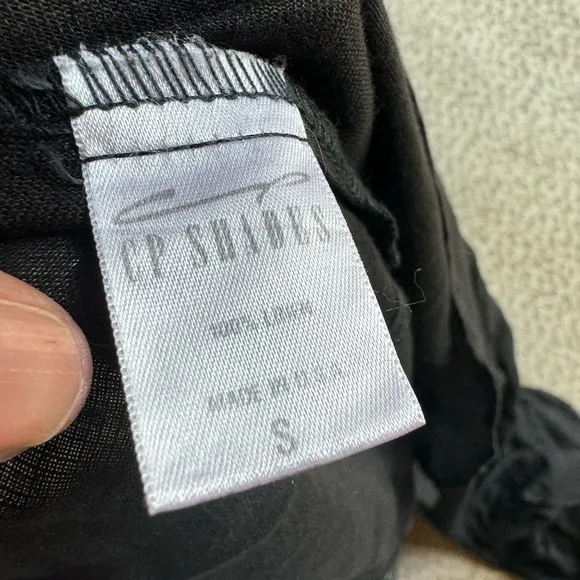 CP SHADES
100% LINEN
MADE IN U.S.A.
S